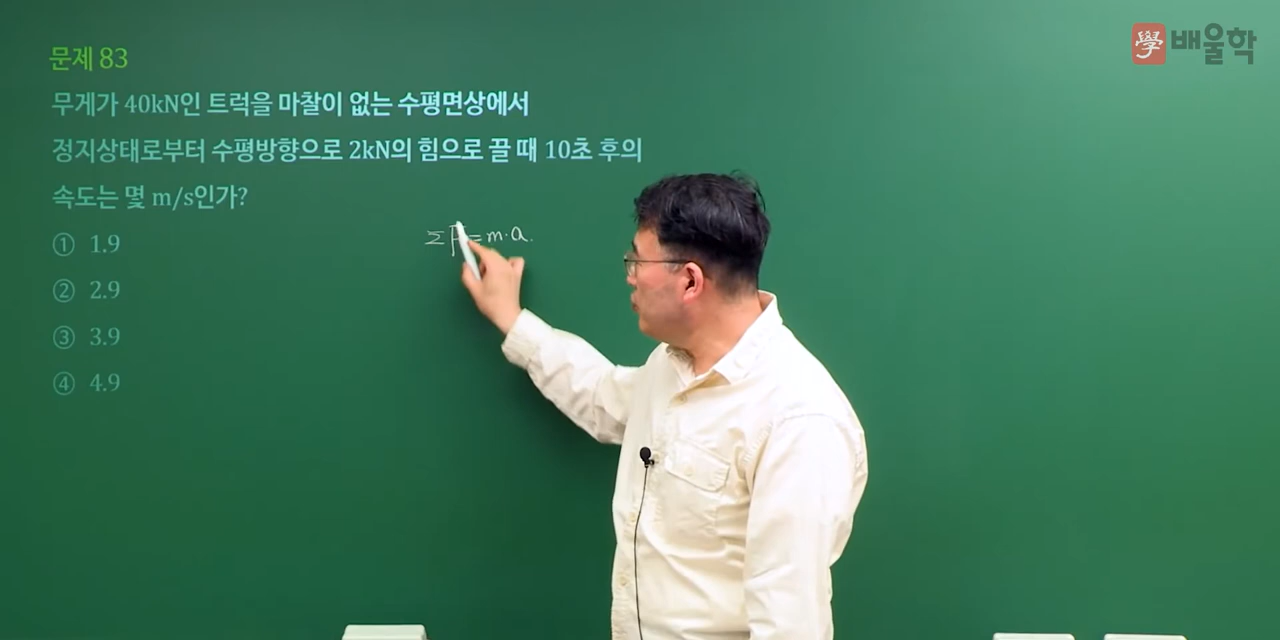 學 배울학
문제 83
무게가 40kN인 트럭을 마찰이 없는 수평면상에서
정지상태로부터 수평방향으로 2kN의 힘으로 끌 때 10초 후의
속도는 몇 m/s인가?
① 1.9
② 2.9
③ 3.9
④ 4.9
ΣF=m·a.